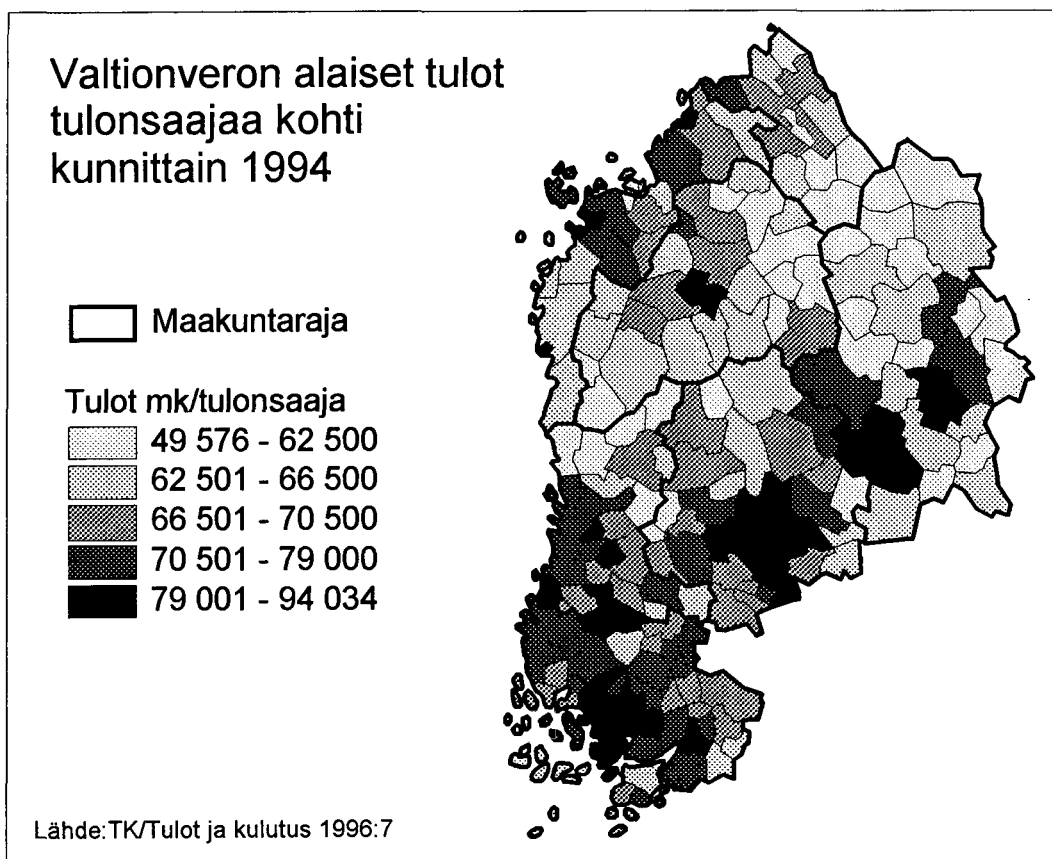 Valtionveron alaiset tulot
tulonsaajaa kohti
kunnittain 1994
Maakuntaraja
Tulot mk/tulonsaaja
49 576 - 62 500
62 501 - 66 500
66 501 - 70 500
70 501 - 79 000
79 001 - 94 034
Lähde:TK/Tulot ja kulutus 1996:7